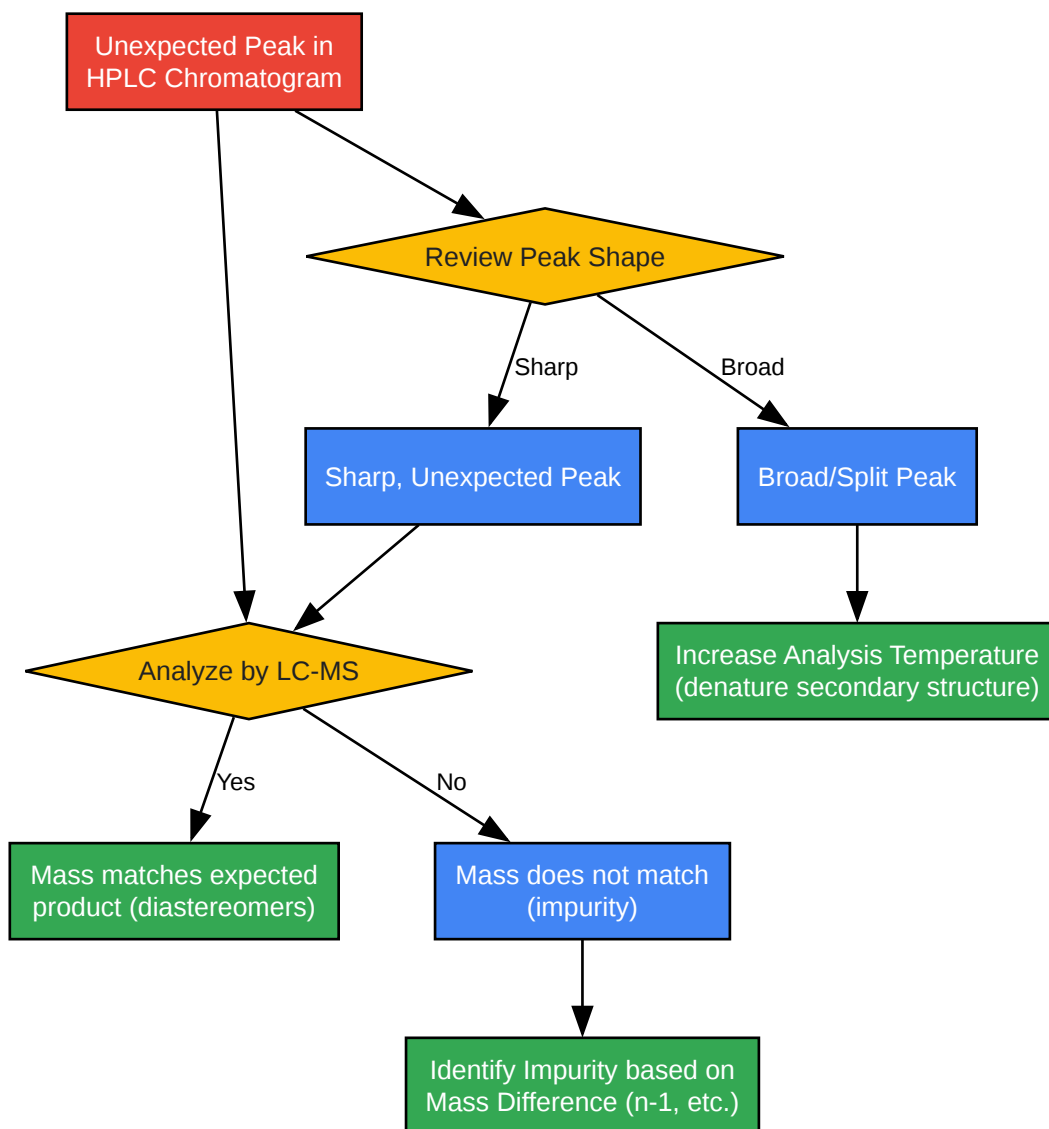 Unexpected Peak in
HPLC Chromatogram
Review Peak Shape
Sharp
Broad
Sharp, Unexpected Peak
Broad/Split Peak
Increase Analysis Temperature
(denature secondary structure)
Analyze by LC-MS
Yes
No
Mass matches expected
product (diastereomers)
Mass does not match
(impurity)
Identify Impurity based on
Mass Difference (n-1, etc.)